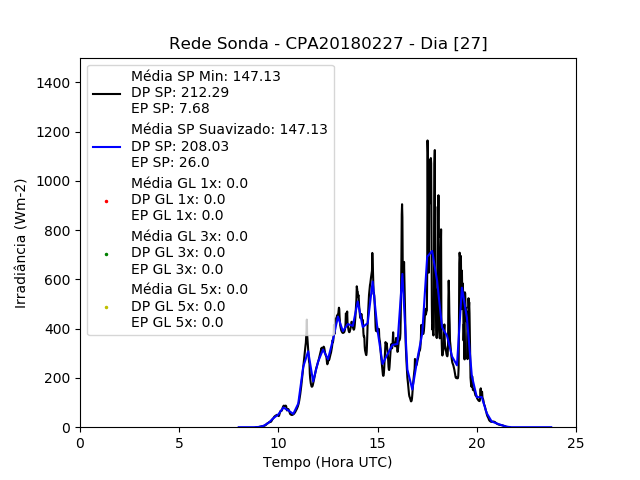 Rede Sonda - CPA20180227 - Dia [27]
Irradiância (Wm-2)
1400
1200
1000
800
600
400
200
0
Média SP Min: 147.13
DP SP: 212.29
EP SP: 7.68
Média SP Suavizado: 147.13
DP SP: 208.03
EP SP: 26.0
Média GL 1x: 0.0
DP GL 1x: 0.0
EP GL 1x: 0.0
Média GL 3x: 0.0
DP GL 3x: 0.0
EP GL 3x: 0.0
Média GL 5x: 0.0
DP GL 5x: 0.0
EP GL 5x: 0.0
0 5 10 15 20 25
Tempo (Hora UTC)